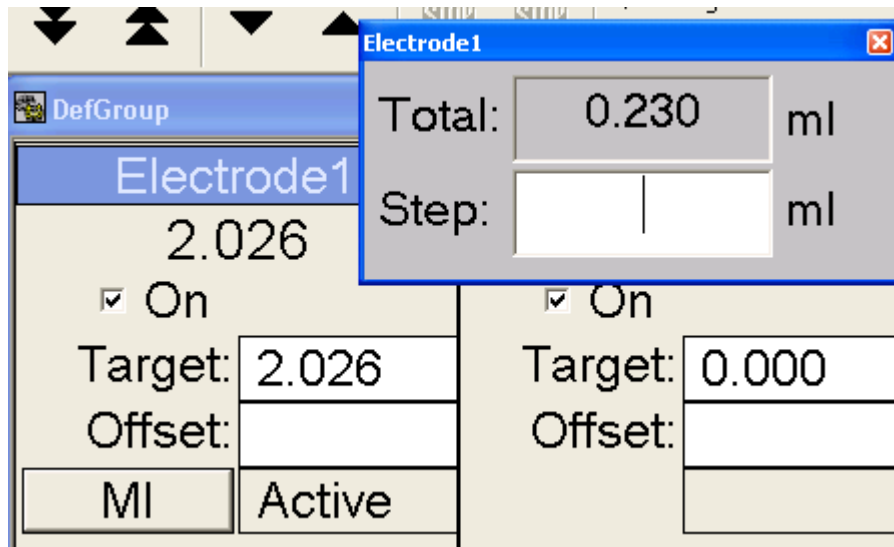 Electrode1
Total: 0.230 ml
Step: ml
DefGroup
Electrode1
2.026
On
Target: 2.026
Offset:
MI Active
On
Target: 0.000
Offset: